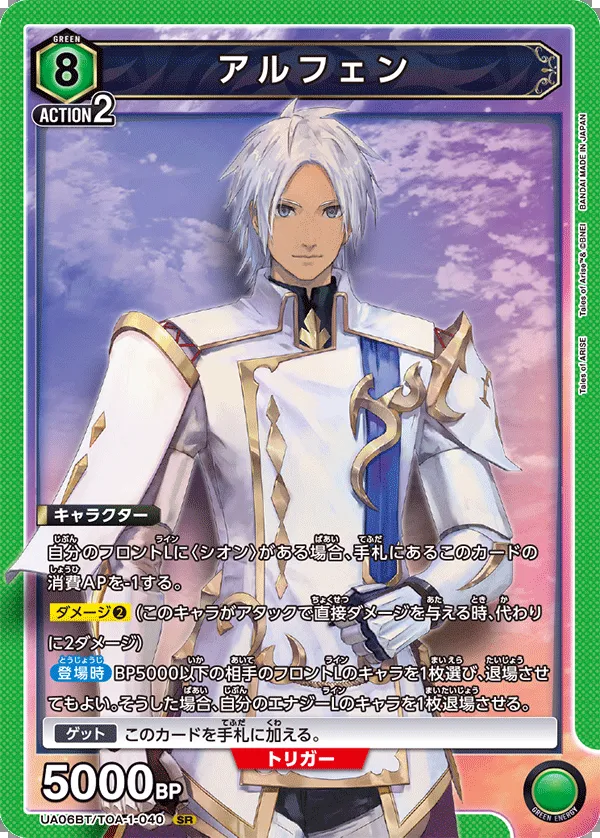 GREEN
8
アルフェン
ACTION2
BANDAI MADE IN JAPAN
Tales of Arise™& ©BNEI
Tales of ARISE
キャラクター
自分のフロントLに〈シオン〉がある場合、手札にあるこのカードの
消費APを-1する。
ダメージ❷ (このキャラがアタックで直接ダメージを与える時、代わり
に2ダメージ)
登場時 BP5000以下の相手のフロントLのキャラを1枚選び、退場させ
てもよい。そうした場合、自分のエナジーLのキャラを1枚退場させる。
ゲット このカードを手札に加える。
トリガー
5000BP
UA06BT/TOA-1-040 SR
GREEN ENERGY